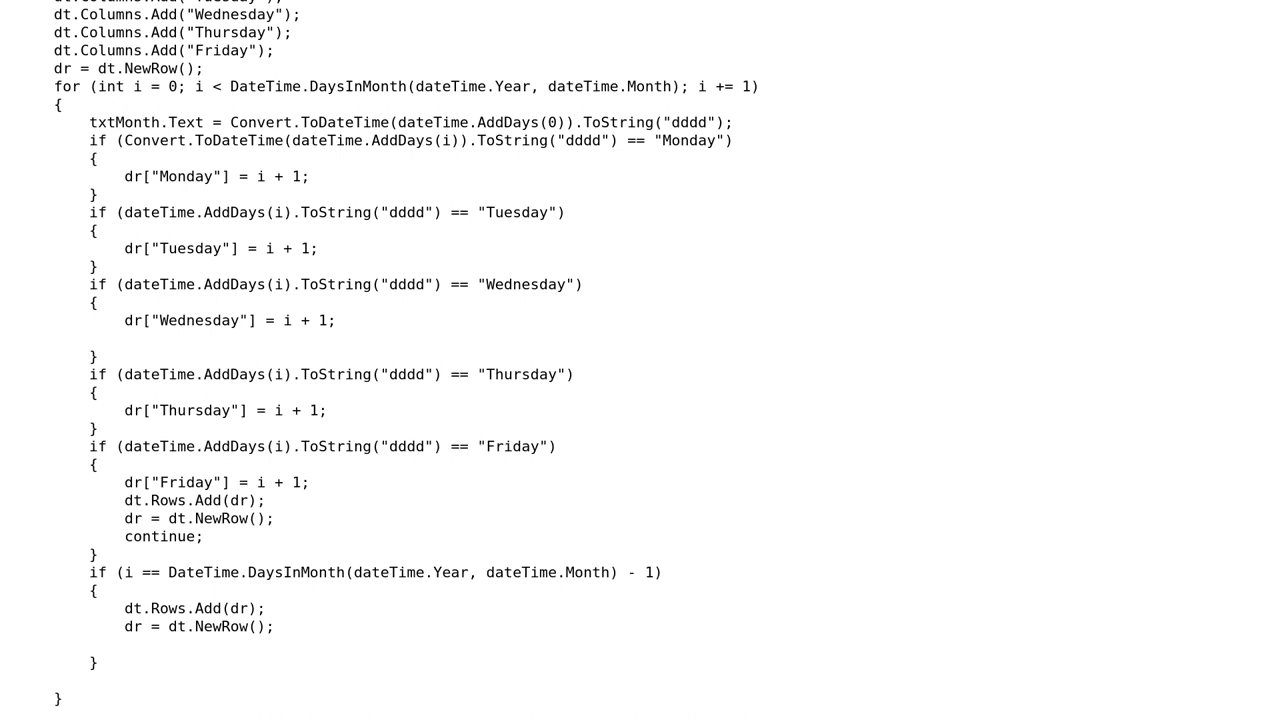 dt.Columns.Add("Tuesday");
dt.Columns.Add("Wednesday");
dt.Columns.Add("Thursday");
dt.Columns.Add("Friday");
dr = dt.NewRow();
for (int i = 0; i < DateTime.DaysInMonth(dateTime.Year, dateTime.Month); i += 1)
{
    txtMonth.Text = Convert.ToDateTime(dateTime.AddDays(0)).ToString("dddd");
    if (Convert.ToDateTime(dateTime.AddDays(i)).ToString("dddd") == "Monday")
    {
        dr["Monday"] = i + 1;
    }
    if (dateTime.AddDays(i).ToString("dddd") == "Tuesday")
    {
        dr["Tuesday"] = i + 1;
    }
    if (dateTime.AddDays(i).ToString("dddd") == "Wednesday")
    {
        dr["Wednesday"] = i + 1;

    }
    if (dateTime.AddDays(i).ToString("dddd") == "Thursday")
    {
        dr["Thursday"] = i + 1;
    }
    if (dateTime.AddDays(i).ToString("dddd") == "Friday")
    {
        dr["Friday"] = i + 1;
        dt.Rows.Add(dr);
        dr = dt.NewRow();
        continue;
    }
    if (i == DateTime.DaysInMonth(dateTime.Year, dateTime.Month) - 1)
    {
        dt.Rows.Add(dr);
        dr = dt.NewRow();

    }

}